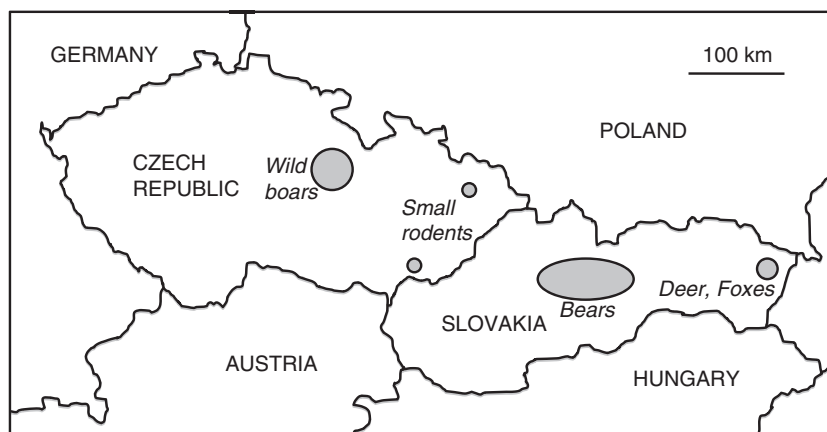 GERMANY
100 km
POLAND
CZECH
REPUBLIC
Wild
boars
Small
rodents
Deer, Foxes
Bears
SLOVAKIA
AUSTRIA
HUNGARY